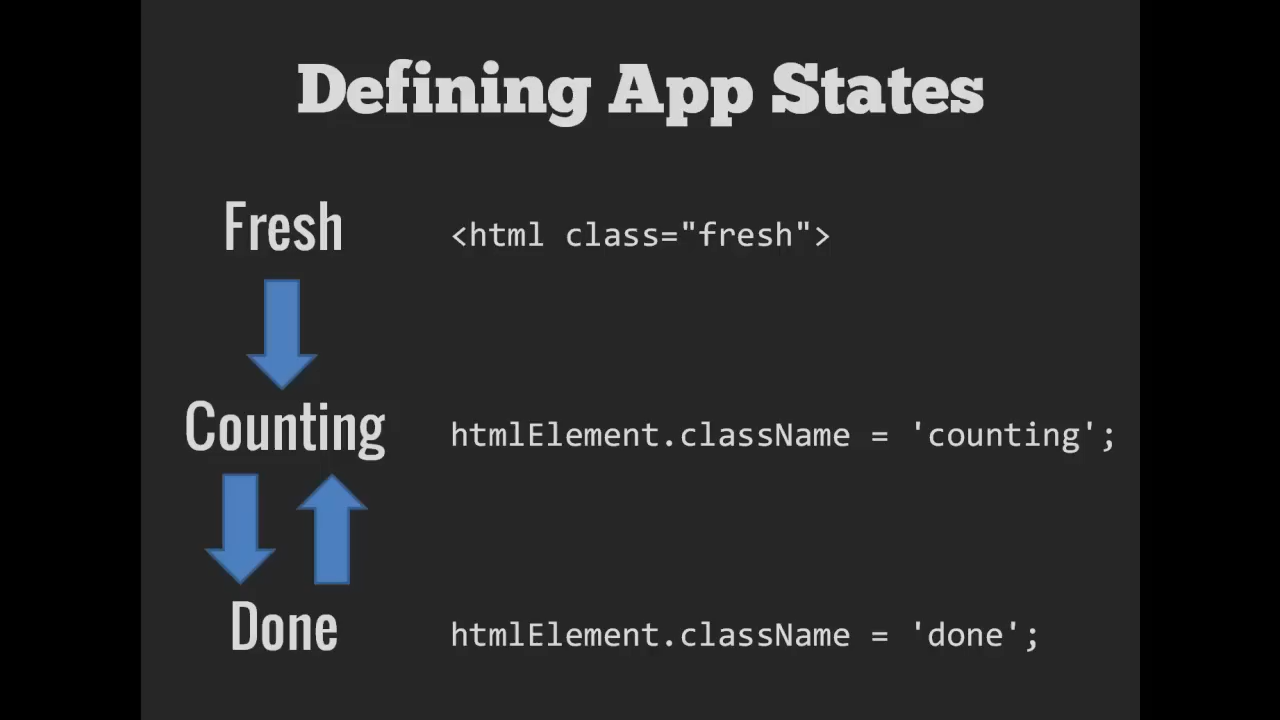 Defining App States
Fresh
<html class="fresh">
Counting
htmlElement.className = 'counting';
Done
htmlElement.className = 'done';